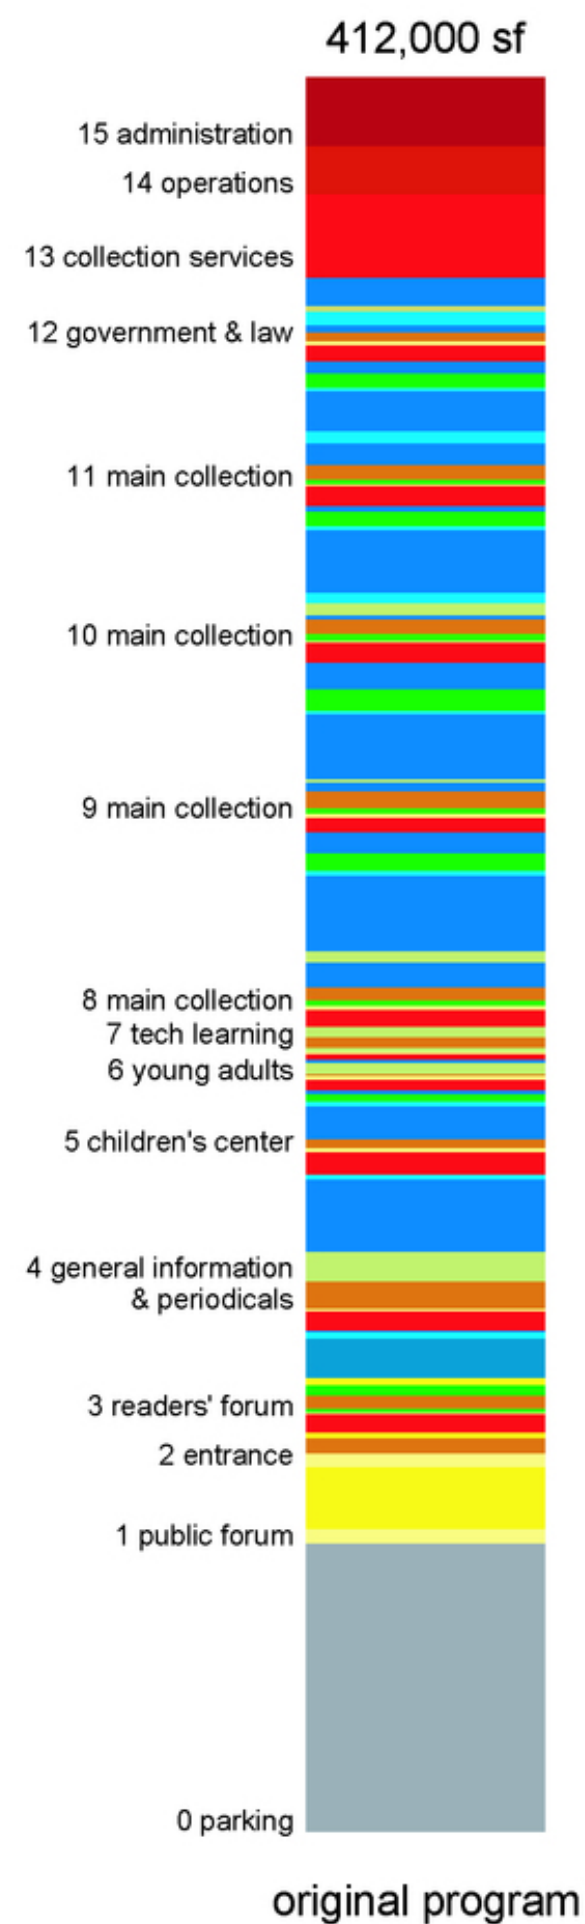 412,000 sf
15 administration
14 operations
13 collection services
12 government & law
11 main collection
10 main collection
9 main collection
8 main collection
7 tech learning
6 young adults
5 children's center
4 general information
& periodicals
3 readers' forum
2 entrance
1 public forum
0 parking
original program